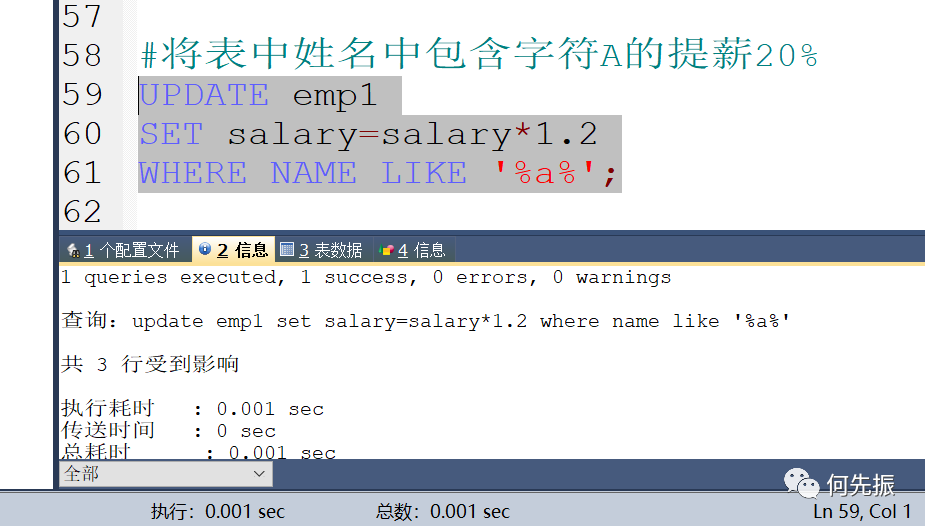 57
58 #将表中姓名中包含字符A的提薪20%
59 UPDATE emp1
60 SET salary=salary*1.2
61 WHERE NAME LIKE '%a%';
62
1 个配置文件 2 信息 3 表数据 4 信息
1 queries executed, 1 success, 0 errors, 0 warnings
查询: update emp1 set salary=salary*1.2 where name like '%a%'
共 3 行受到影响
执行耗时 : 0.001 sec
传送时间 : 0 sec
总耗时 : 0.001 sec
全部
何先振
执行: 0.001 sec 总数: 0.001 sec Ln 59, Col 1